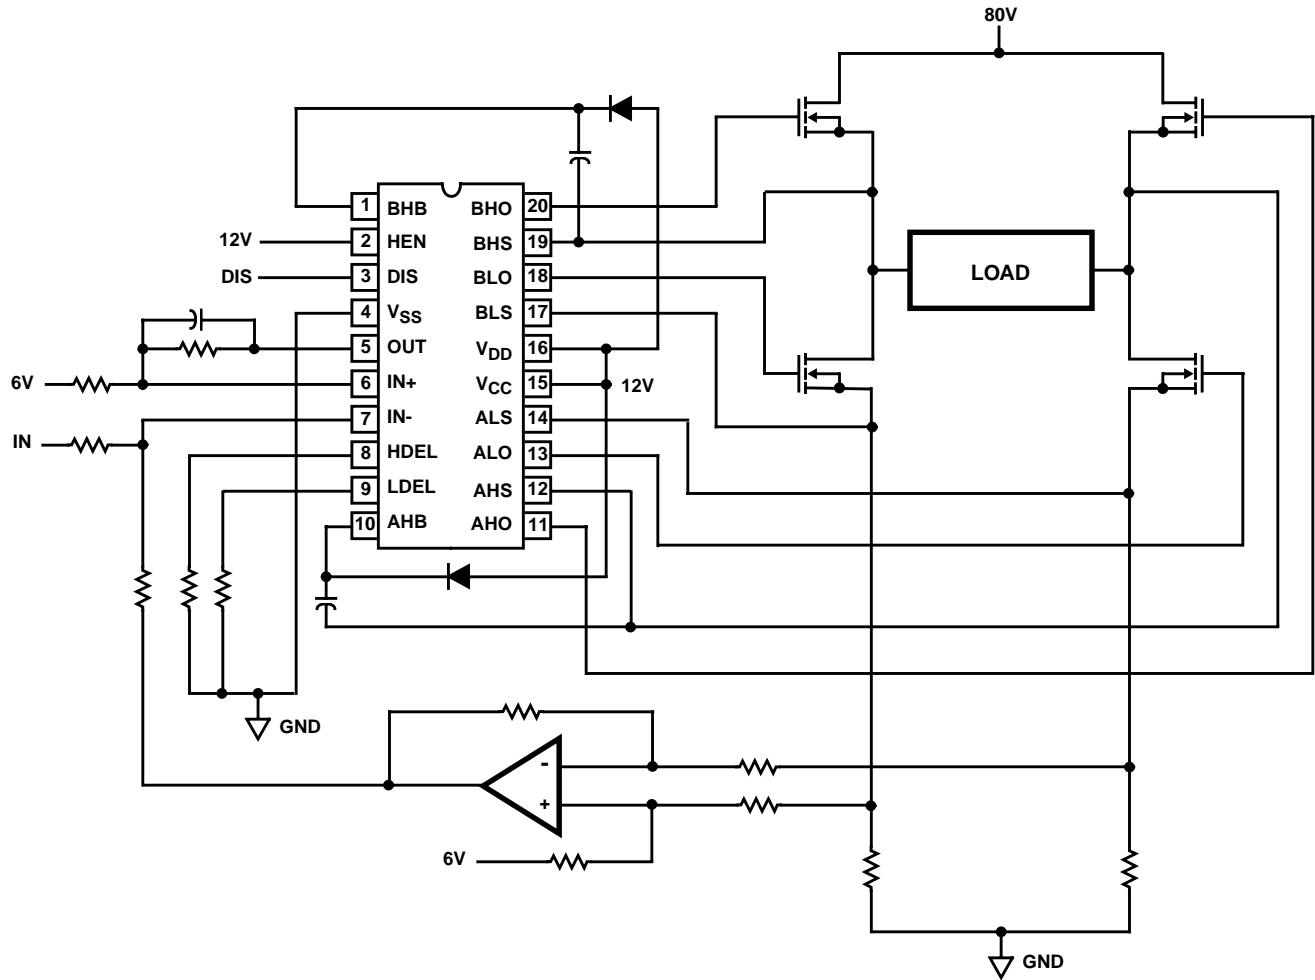 80V
1 BHB BHO 20
12V 2 HEN BHS 19
DIS 3 DIS BLO 18
4 VSS BLS 17
LOAD
5 OUT VDD 16
6V 6 IN+ VCC 15 12V
7 IN- ALS 14
IN
8 HDEL ALO 13
9 LDEL AHS 12
10 AHB AHO 11
GND
-
+
6V
GND